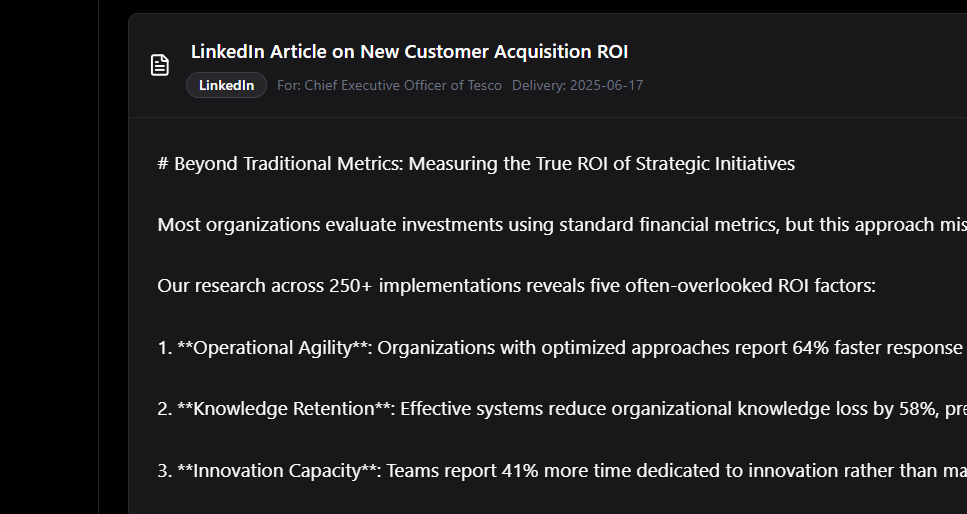 LinkedIn Article on New Customer Acquisition ROI
LinkedIn For: Chief Executive Officer of Tesco Delivery: 2025-06-17
# Beyond Traditional Metrics: Measuring the True ROI of Strategic Initiatives
Most organizations evaluate investments using standard financial metrics, but this approach mis
Our research across 250+ implementations reveals five often-overlooked ROI factors:
1. **Operational Agility**: Organizations with optimized approaches report 64% faster response
2. **Knowledge Retention**: Effective systems reduce organizational knowledge loss by 58%, pre
3. **Innovation Capacity**: Teams report 41% more time dedicated to innovation rather than ma